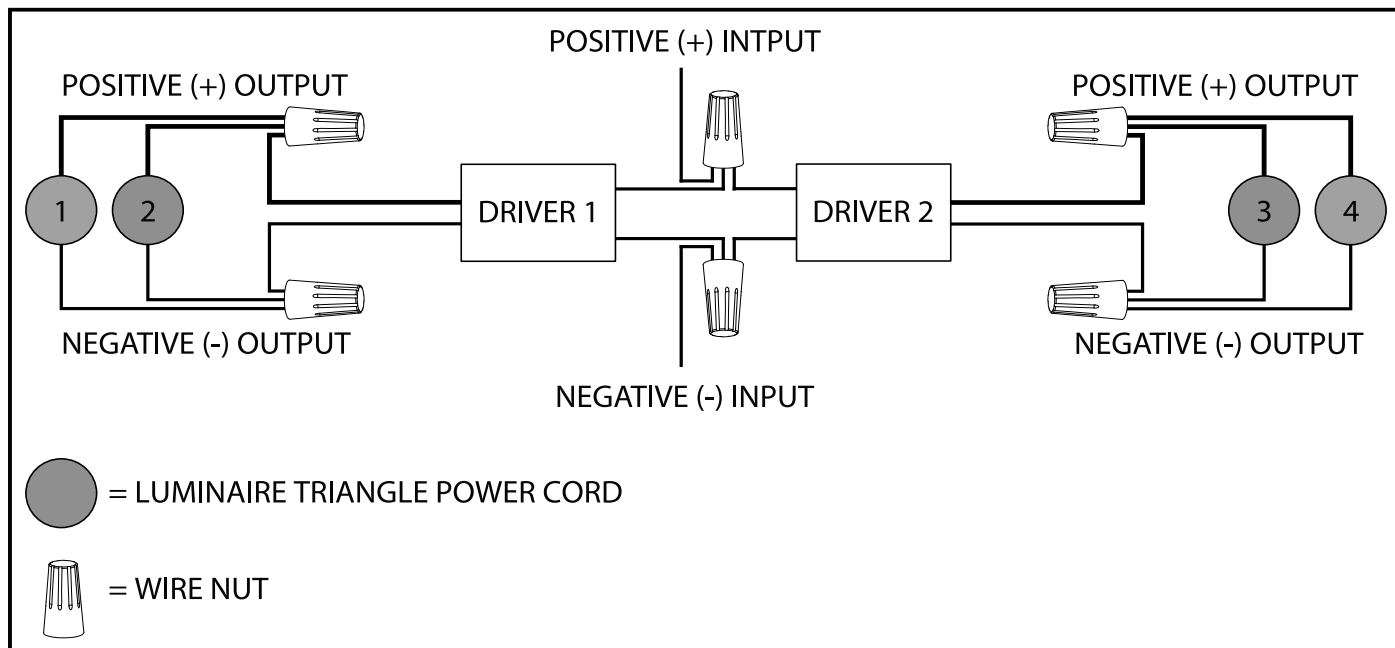 POSITIVE (+) INTPUT
POSITIVE (+) OUTPUT
POSITIVE (+) OUTPUT
1
2
DRIVER 1
DRIVER 2
3
4
NEGATIVE (-) OUTPUT
NEGATIVE (-) OUTPUT
NEGATIVE (-) INPUT
= LUMINAIRE TRIANGLE POWER CORD
= WIRE NUT